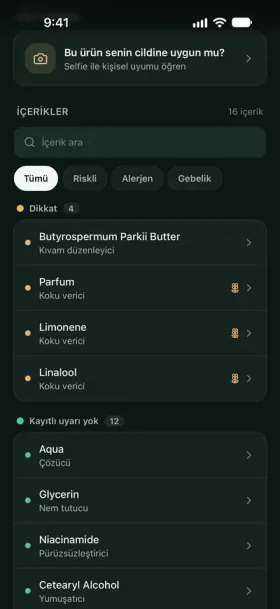 9:41
Bu ürün senin cildine uygun mu?
Selfie ile kişisel uyumu öğren
İÇERİKLER 16 içerik
İçerik ara
Tümü Riskli Alerjen Gebelik
Dikkat 4
Butyrospermum Parkii Butter
Kıvam düzenleyici
Parfum
Koku verici
Limonene
Koku verici
Linalool
Koku verici
Kayıtlı uyarı yok 12
Aqua
Çözücü
Glycerin
Nem tutucu
Niacinamide
Pürüzsüzleştirici
Cetearyl Alcohol
Yumuşatıcı